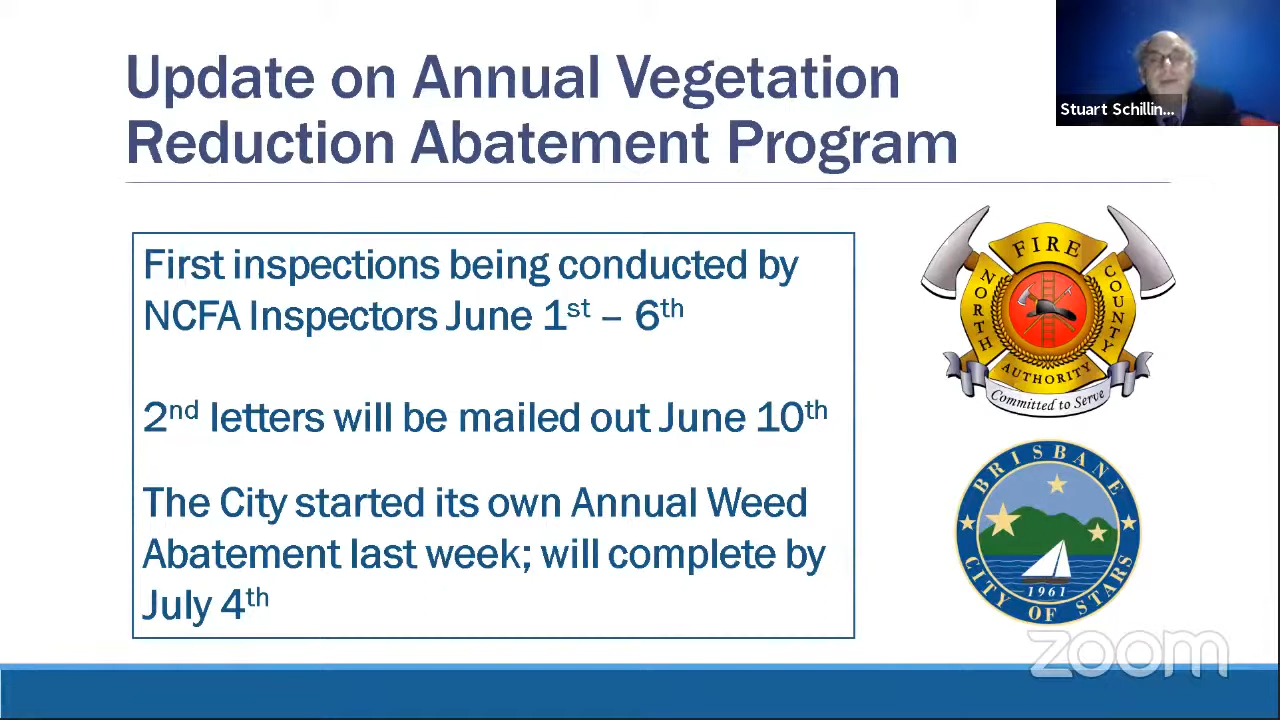 Update on Annual Vegetation
Reduction Abatement Program
Stuart Schillin...
First inspections being conducted by
NCFA Inspectors June 1st – 6th
2nd letters will be mailed out June 10th
The City started its own Annual Weed
Abatement last week; will complete by
July 4th
FIRE
NORTH
COUNTY
AUTHORITY
Committed to Serve
BRISBANE
1961
CITY OF STARS
zoom